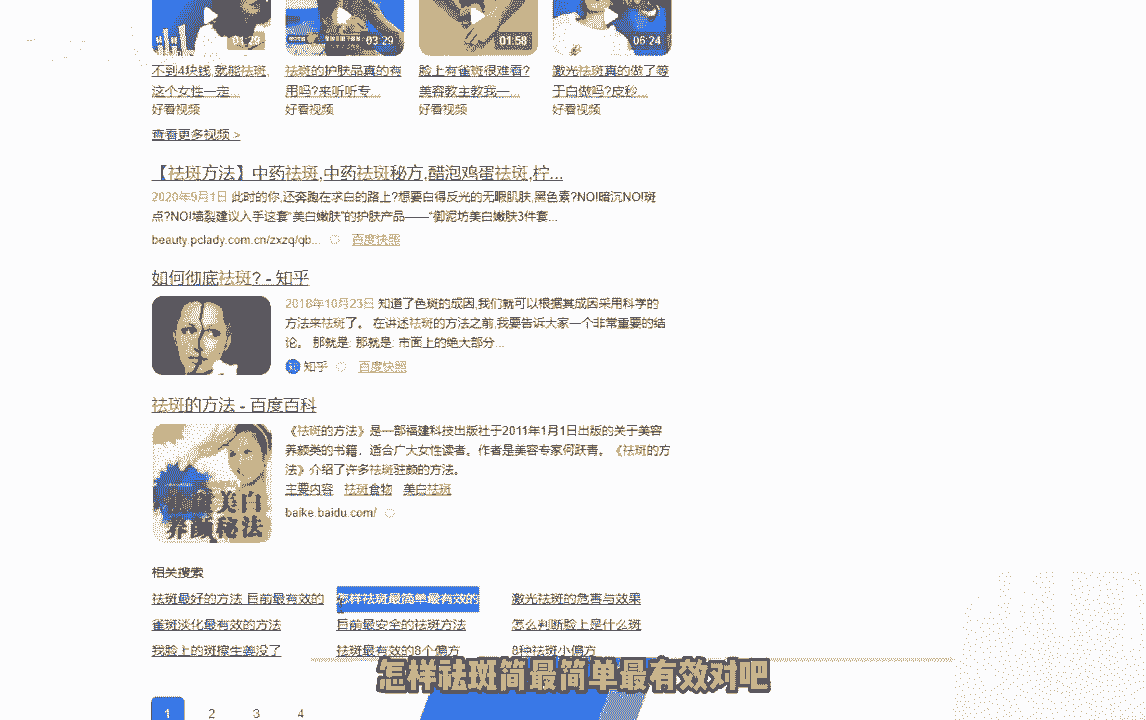 01:29
03:29
01:58
06:24
不到4块钱,就能祛斑,
这个女性一定...
好看视频
祛斑的护肤品真的有
用吗?来听听专...
好看视频
脸上有雀斑很难看?
美容教主教我一...
好看视频
激光祛斑真的做了等
于白做吗?皮秒...
好看视频
查看更多视频 >
【祛斑方法】中药祛斑,中药祛斑秘方,醋泡鸡蛋祛斑,柠...
2020年9月1日 此时的你,还奔跑在求白的路上?想要白得反光的无暇肌肤,黑色素?NO!暗沉NO!斑
点?NO!墙裂建议入手这套“美白嫩肤”的护肤产品——“御泥坊美白嫩肤3件套...
beauty.pclady.com.cn/zxzq/qb... 百度快照
如何彻底祛斑? - 知乎
2018年10月23日 知道了色斑的成因,我们就可以根据其成因采用科学的
方法来祛斑了。 在讲述祛斑的方法之前,我要告诉大家一个非常重要的结
论。 那就是: 那就是: 市面上的绝大部分...
知乎 百度快照
祛斑的方法 - 百度百科
《祛斑的方法》是一部福建科技出版社于2011年1月1日出版的关于美容
养颜类的书籍，适合广大女性读者。作者是美容专家何跃青。《祛斑的方
法》介绍了许多祛斑驻颜的方法。
主要内容 祛斑食物 美白祛斑
baike.baidu.com/
美白
养颜秘法
相关搜索
祛斑最好的方法 目前最有效的 怎样祛斑最简单最有效的 激光祛斑的危害与效果
雀斑淡化最有效的方法 目前最安全的祛斑方法 怎么判断脸上是什么斑
我脸上的斑擦生姜没了 祛斑最有效的8个偏方 8种祛斑小偏方
怎样祛斑简最简单最有效对吧
1 2 3 4